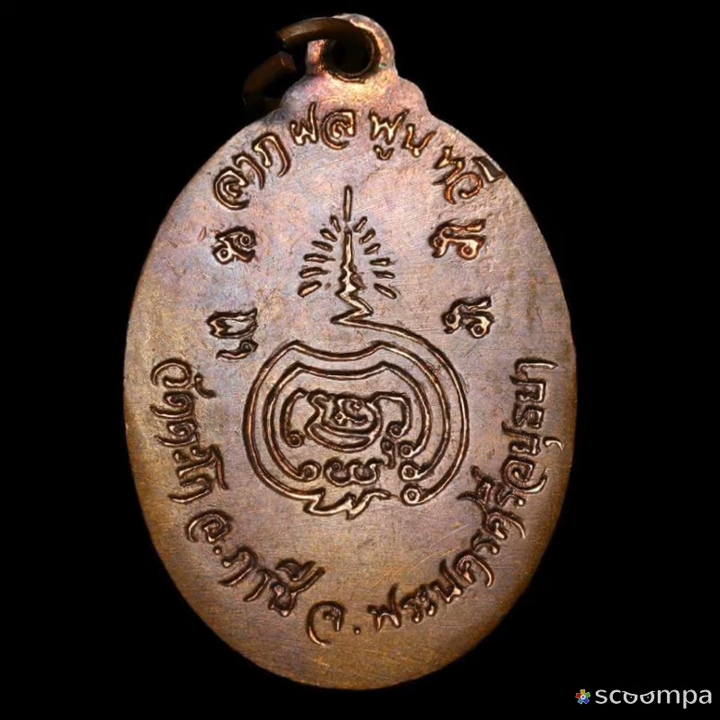 ลาภ ผล พูน ทวี
วัดตะโก อ.ภาชี จ.พระนครศรีอยุธยา
scoompa